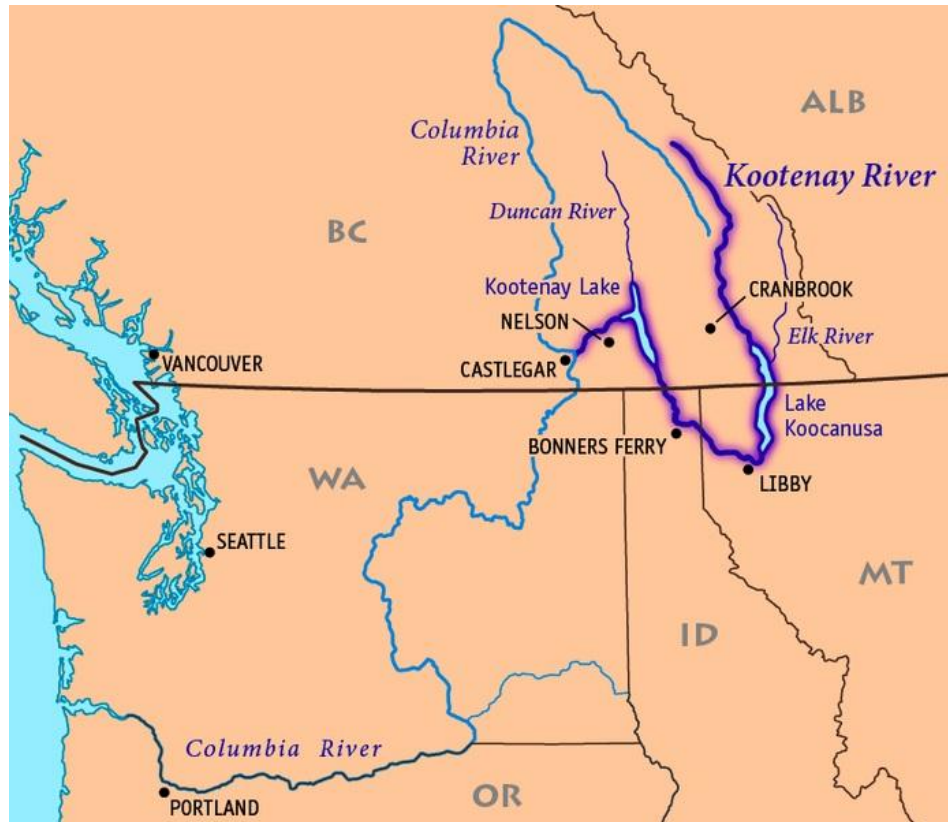 ALB
Columbia
River
Kootenay River
Duncan River
BC
Kootenay Lake
CRANBROOK
NELSON
Elk River
VANCOUVER
CASTLEGAR
Lake
Koocanusa
BONNERS FERRY
WA
LIBBY
SEATTLE
MT
ID
Columbia River
OR
PORTLAND